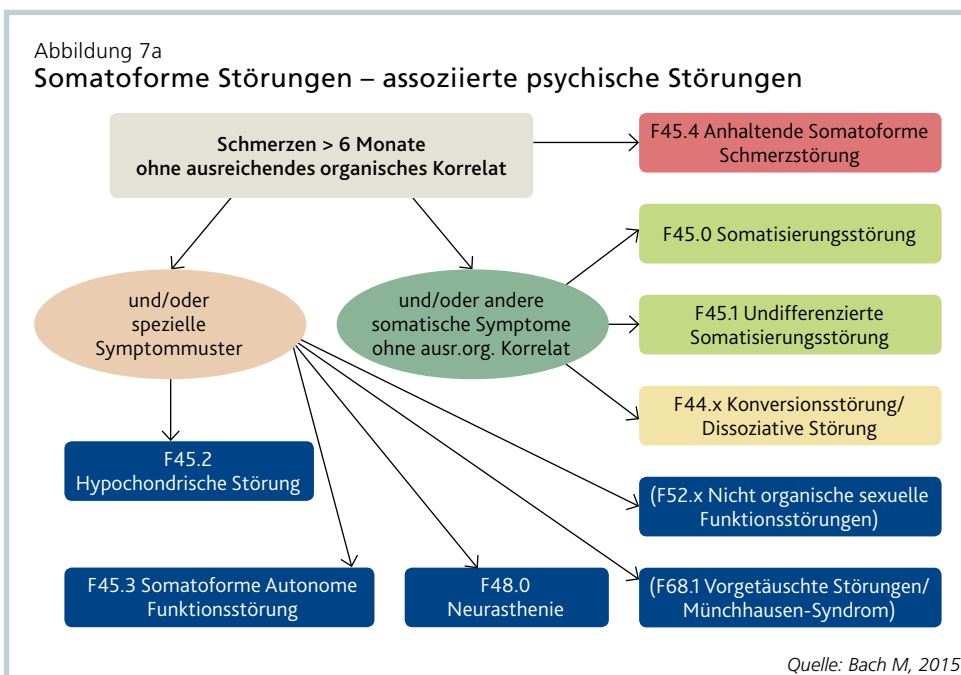 Abbildung 7a
Somatoforme Störungen – assoziierte psychische Störungen
Schmerzen > 6 Monate
ohne ausreichendes organisches Korrelat
F45.4 Anhaltende Somatoforme
Schmerzstörung
und/oder
spezielle
Symptommuster
und/oder andere
somatische Symptome
ohne ausr.org. Korrelat
F45.0 Somatisierungsstörung
F45.1 Undifferenzierte
Somatisierungsstörung
F44.x Konversionsstörung/
Dissoziative Störung
F45.2
Hypochondrische Störung
(F52.x Nicht organische sexuelle
Funktionsstörungen)
F45.3 Somatoforme Autonome
Funktionsstörung
F48.0
Neurasthenie
(F68.1 Vorgetäuschte Störungen/
Münchhausen-Syndrom)
Quelle: Bach M, 2015